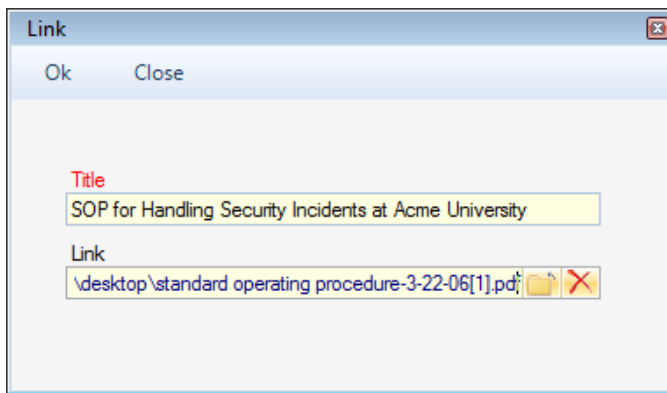 Link
Ok Close
Title
SOP for Handling Security Incidents at Acme University
Link
\desktop\standard operating procedure-3-22-06[1].pd